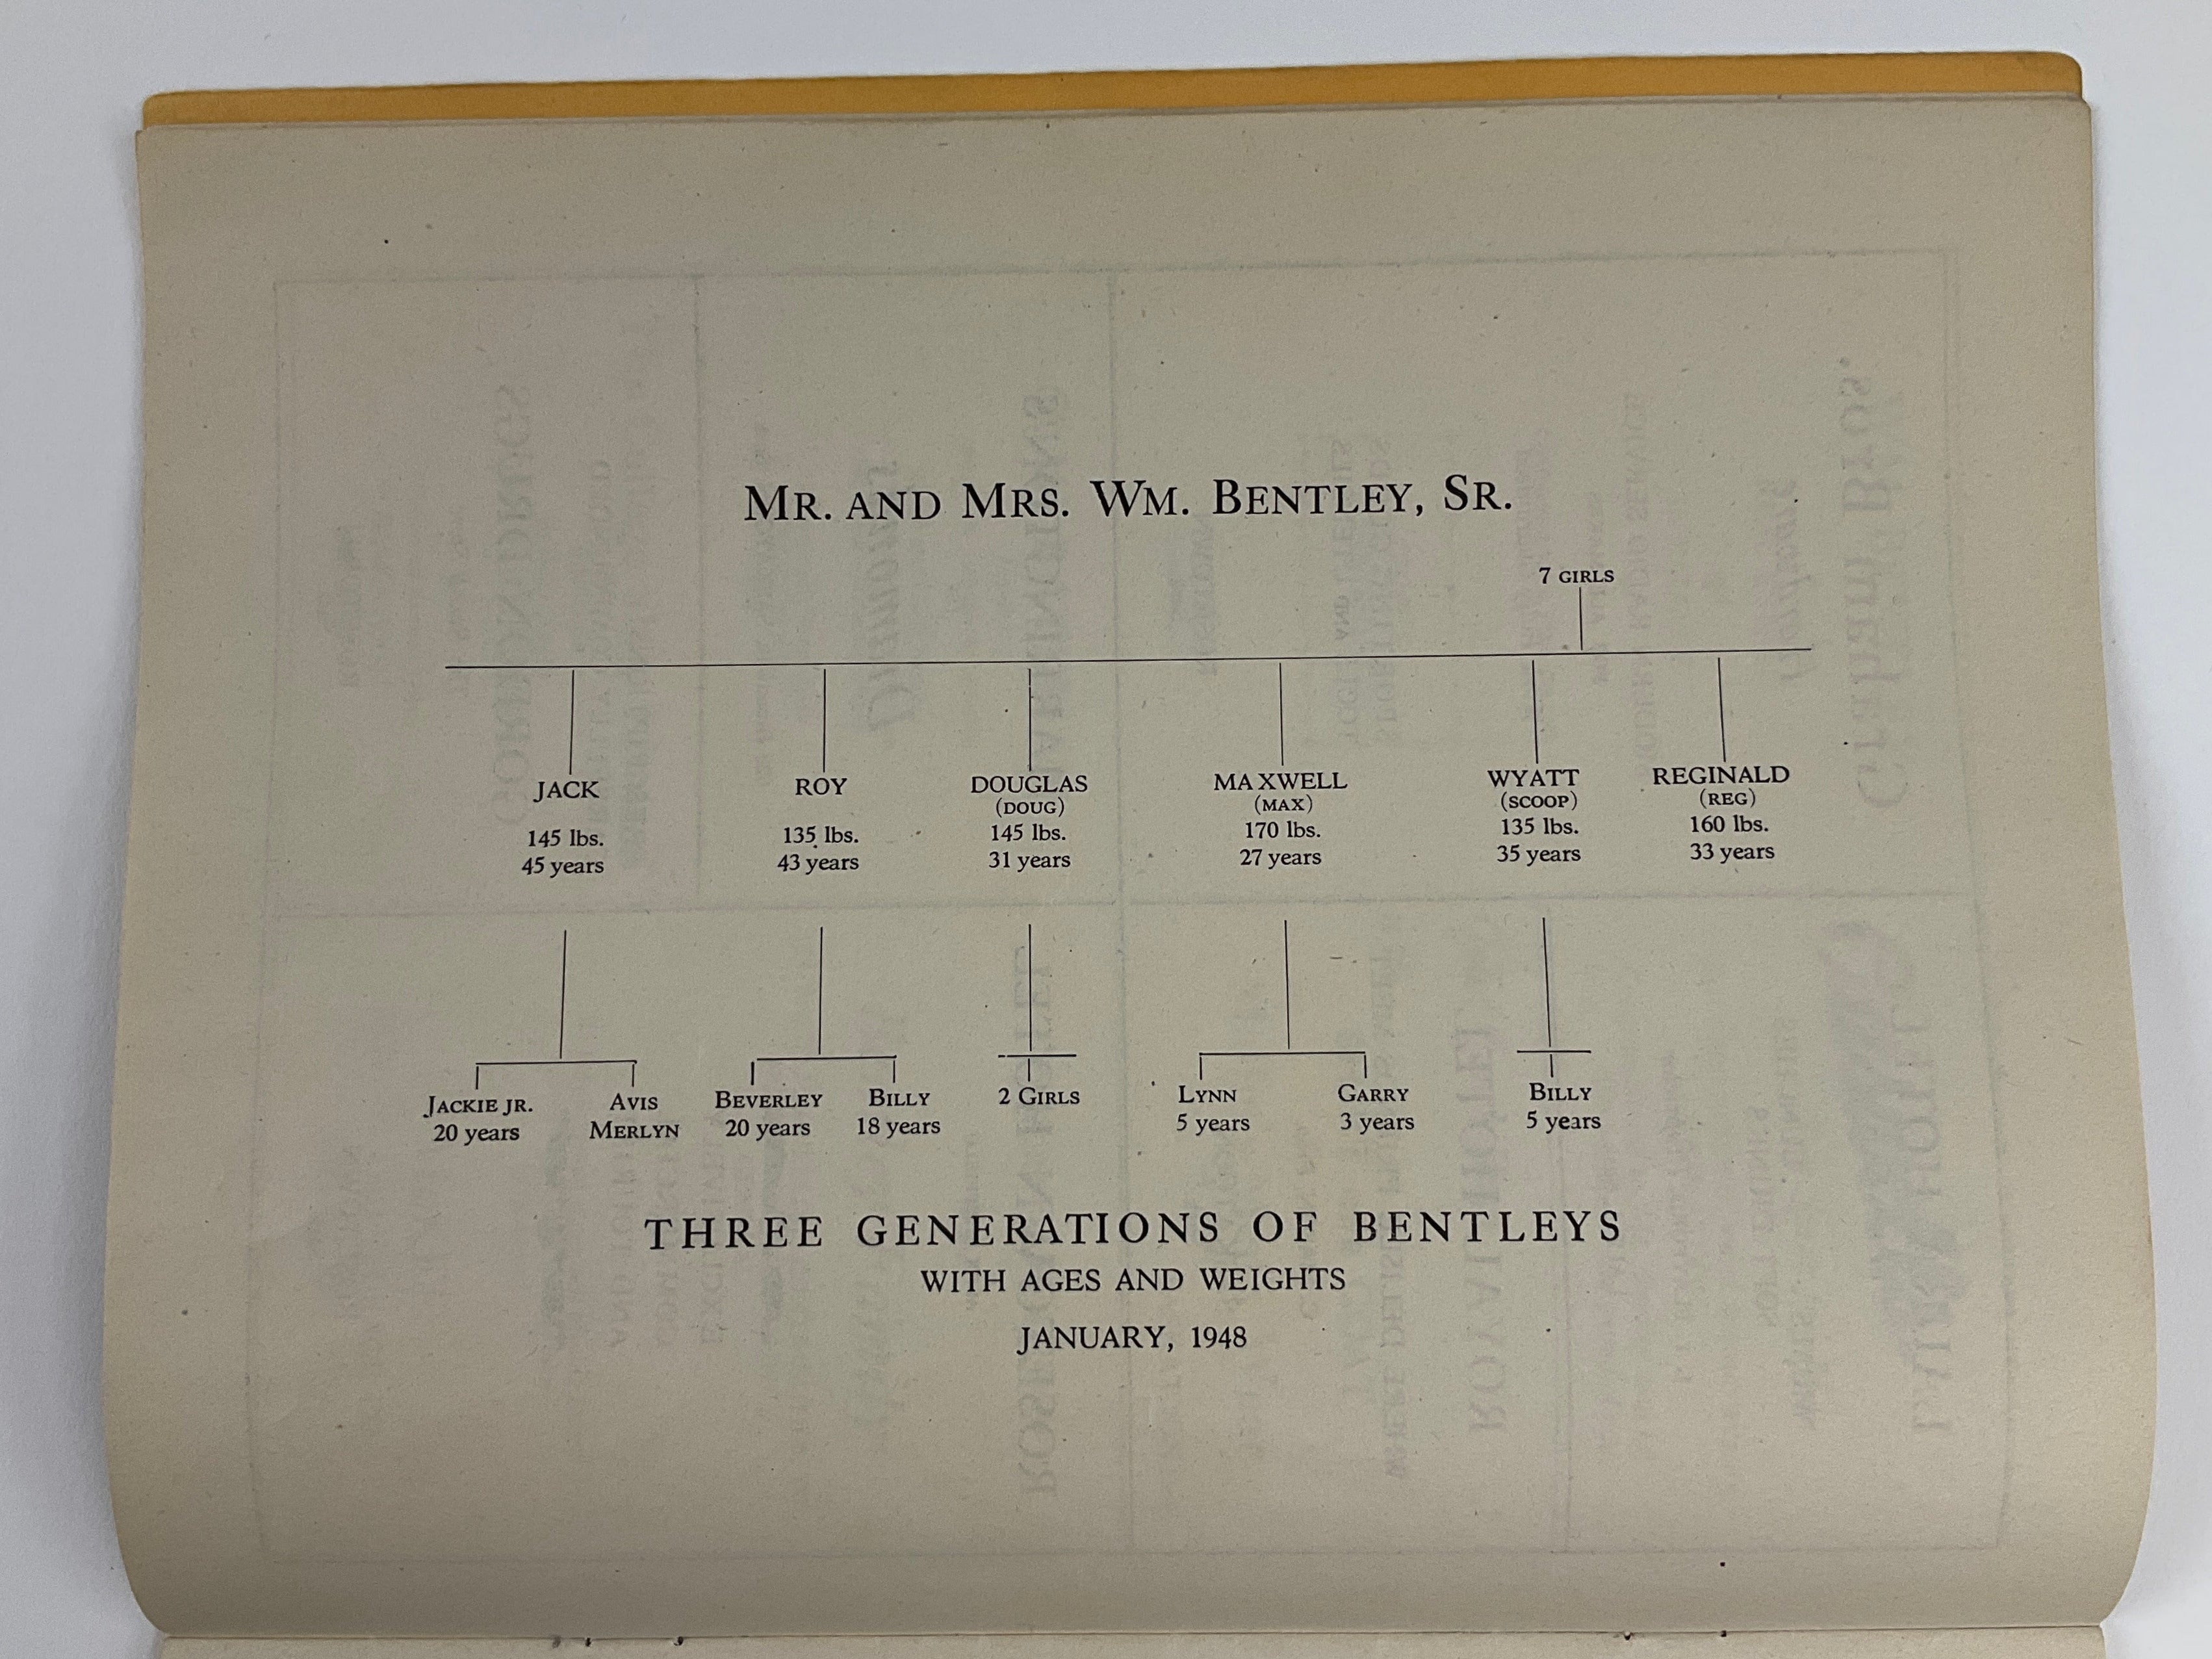 MR. AND MRS. WM. BENTLEY, SR.
7 GIRLS
JACK
145 lbs.
45 years
ROY
135 lbs.
43 years
DOUGLAS
(DOUG)
145 lbs.
31 years
MAXWELL
(MAX)
170 lbs.
27 years
WYATT
(SCOOP)
135 lbs.
35 years
REGINALD
(REG)
160 lbs.
33 years
JACKIE JR.
20 years
AVIS
MERLYN
BEVERLEY
20 years
BILLY
18 years
2 GIRLS
LYNN
5 years
GARRY
3 years
BILLY
5 years
THREE GENERATIONS OF BENTLEYS
WITH AGES AND WEIGHTS
JANUARY, 1948